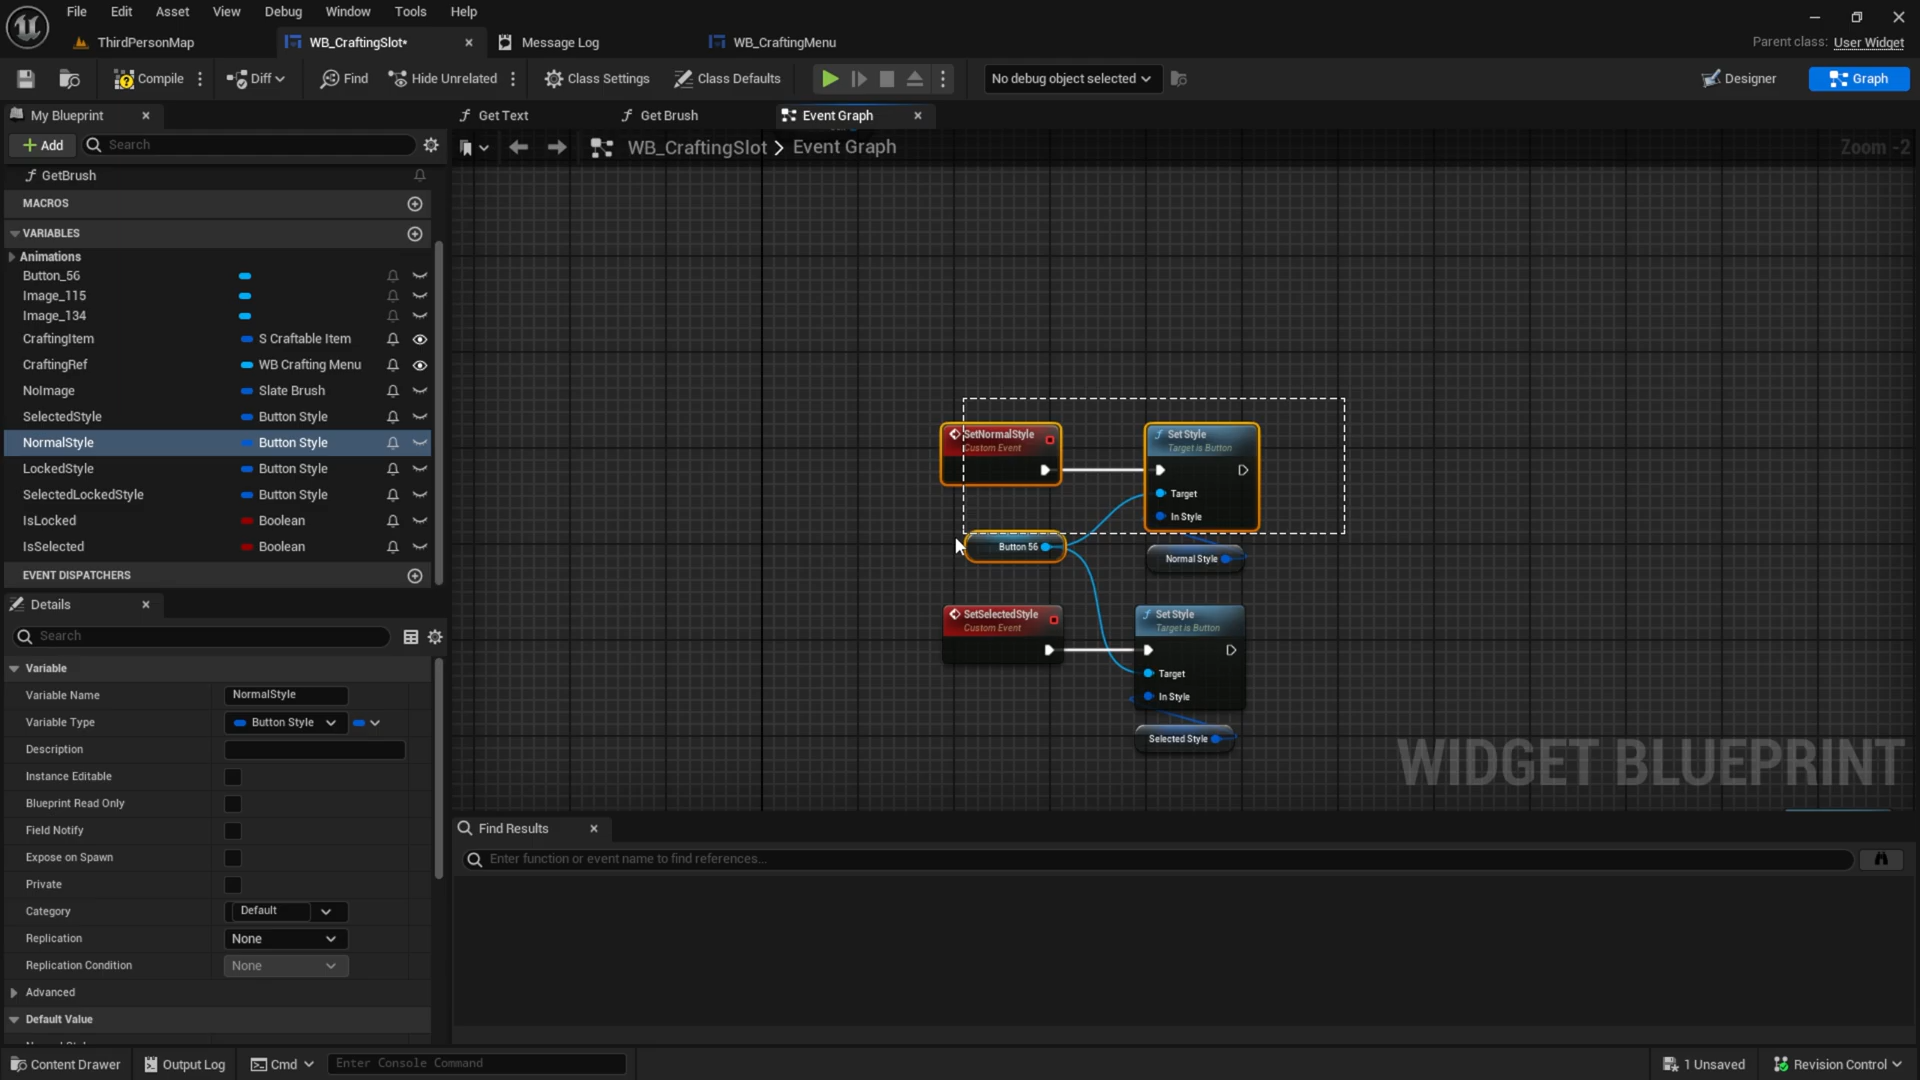 File Edit Asset View Debug Window Tools Help
ThirdPersonMap WB_CraftingSlot* Message Log WB_CraftingMenu
Parent class: User Widget
Compile Diff Find Hide Unrelated Class Settings Class Defaults No debug object selected Designer Graph
My Blueprint
Get Text Get Brush Event Graph
Add Search
WB_CraftingSlot > Event Graph
Zoom -2
GetBrush
MACROS
VARIABLES
Animations
Button_56
Image_115
Image_134
CraftingItem S Craftable Item
CraftingRef WB Crafting Menu
NoImage Slate Brush
SelectedStyle Button Style
NormalStyle Button Style
LockedStyle Button Style
SelectedLockedStyle Button Style
IsLocked Boolean
IsSelected Boolean
EVENT DISPATCHERS
Details
Search
Variable
Variable Name NormalStyle
Variable Type Button Style
Description
Instance Editable
Blueprint Read Only
Field Notify
Expose on Spawn
Private
Category Default
Replication None
Replication Condition None
Advanced
Default Value
SetNormalStyle
Custom Event
Set Style
Target is Button
Target
In Style
Button 56
Normal Style
SetSelectedStyle
Custom Event
Set Style
Target is Button
Target
In Style
Selected Style
WIDGET BLUEPRINT
Find Results
Enter function or event name to find references...
Content Drawer Output Log Cmd Enter Console Command 1 Unsaved Revision Control